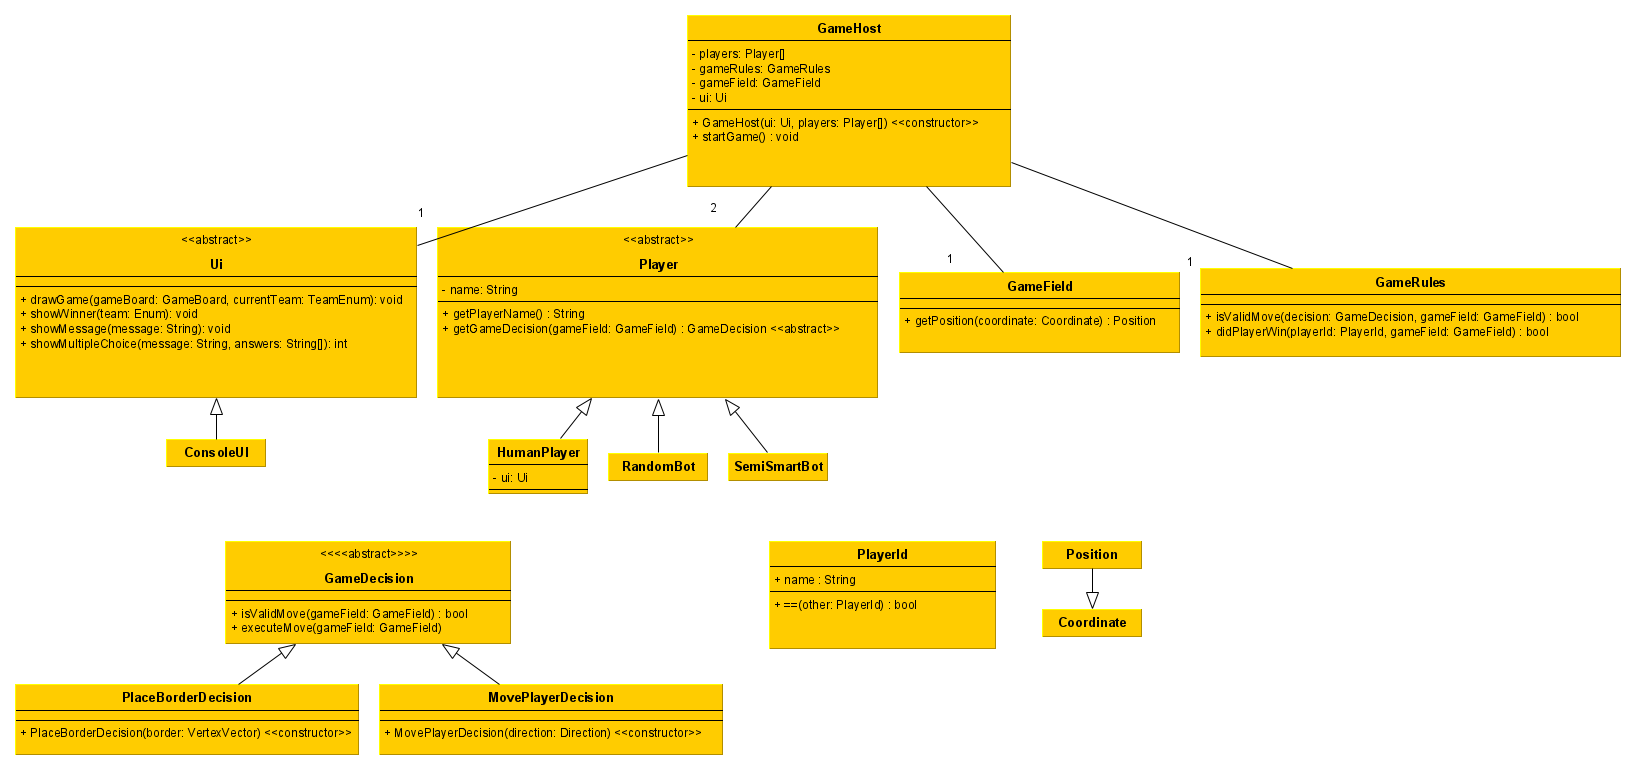 GameHost
- players: Player[]
- gameRules: GameRules
- gameField: GameField
- ui: Ui
+ GameHost(ui: Ui, players: Player[]) <<constructor>>
+ startGame() : void
1
2
1
1
<<abstract>>
Ui
+ drawGame(gameBoard: GameBoard, currentTeam: TeamEnum): void
+ showWinner(team: Enum): void
+ showMessage(message: String): void
+ showMultipleChoice(message: String, answers: String[]): int
<<abstract>>
Player
- name: String
+ getPlayerName() : String
+ getGameDecision(gameField: GameField) : GameDecision <<abstract>>
GameField
+ getPosition(coordinate: Coordinate) : Position
GameRules
+ isValidMove(decision: GameDecision, gameField: GameField) : bool
+ didPlayerWin(playerId: PlayerId, gameField: GameField) : bool
ConsoleUI
HumanPlayer
- ui: Ui
RandomBot
SemiSmartBot
<<<<abstract>>>>
GameDecision
+ isValidMove(gameField: GameField) : bool
+ executeMove(gameField: GameField)
PlayerId
+ name : String
+ ==(other: PlayerId) : bool
Position
Coordinate
PlaceBorderDecision
+ PlaceBorderDecision(border: VertexVector) <<constructor>>
MovePlayerDecision
+ MovePlayerDecision(direction: Direction) <<constructor>>